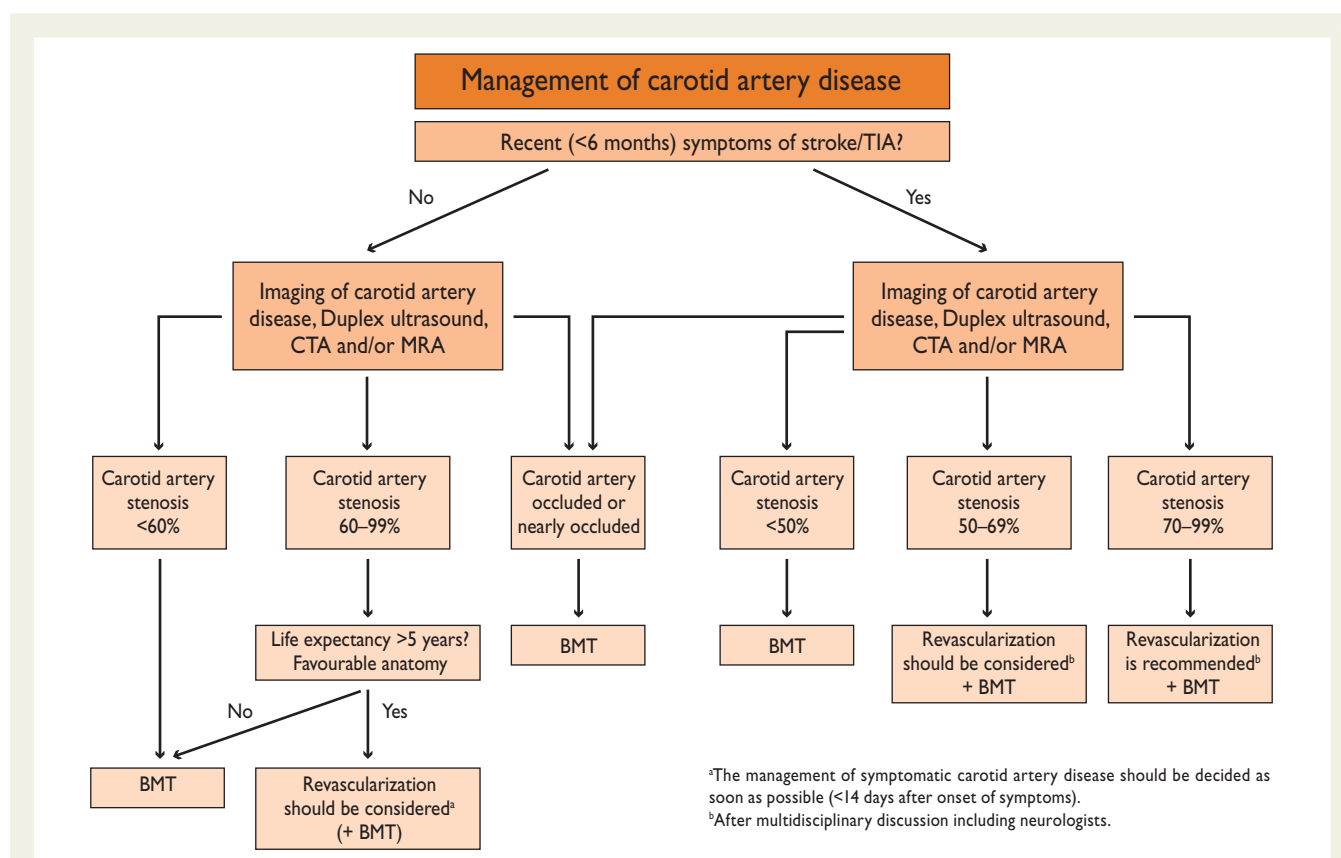 Management of carotid artery disease
Recent (<6 months) symptoms of stroke/TIA?
No
Yes
Imaging of carotid artery
disease, Duplex ultrasound,
CTA and/or MRA
Imaging of carotid artery
disease, Duplex ultrasound,
CTA and/or MRA
Carotid artery
stenosis
<60%
Carotid artery
stenosis
60–99%
Carotid artery
occluded or
nearly occluded
Carotid artery
stenosis
<50%
Carotid artery
stenosis
50–69%
Carotid artery
stenosis
70–99%
Life expectancy >5 years?
Favourable anatomy
BMT
BMT
Revascularization
should be consideredᵇ
+ BMT
Revascularization
is recommendedᵇ
+ BMT
No
Yes
BMT
Revascularization
should be consideredᵃ
(+ BMT)
ᵃThe management of symptomatic carotid artery disease should be decided as
soon as possible (<14 days after onset of symptoms).
ᵇAfter multidisciplinary discussion including neurologists.